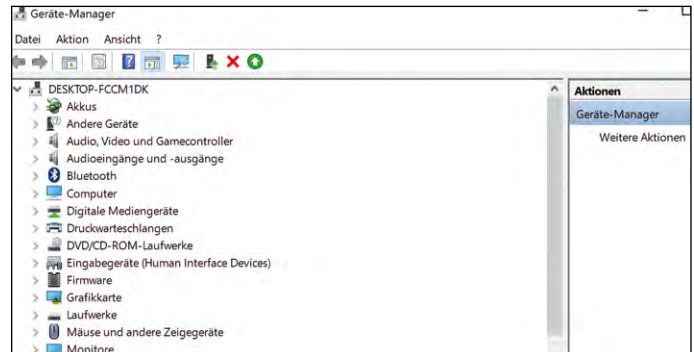 Geräte-Manager
Datei Aktion Ansicht ?
DESKTOP-FCCM1DK
Akkus
Andere Geräte
Audio, Video und Gamecontroller
Audioeingänge und -ausgänge
Bluetooth
Computer
Digitale Mediengeräte
Druckwarteschlangen
DVD/CD-ROM-Laufwerke
Eingabegeräte (Human Interface Devices)
Firmware
Grafikkarte
Laufwerke
Mäuse und andere Zeigegeräte
Monitore
Aktionen
Geräte-Manager
Weitere Aktionen